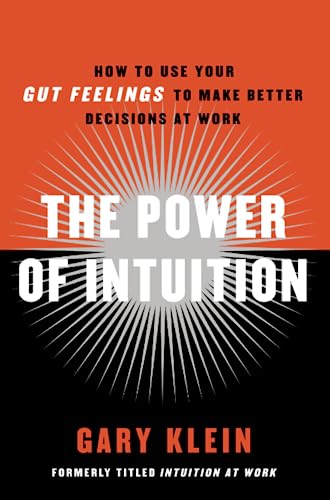 HOW TO USE YOUR
GUT FEELINGS TO MAKE BETTER
DECISIONS AT WORK
THE POWER
OF INTUITION
GARY KLEIN
FORMERLY TITLED INTUITION AT WORK